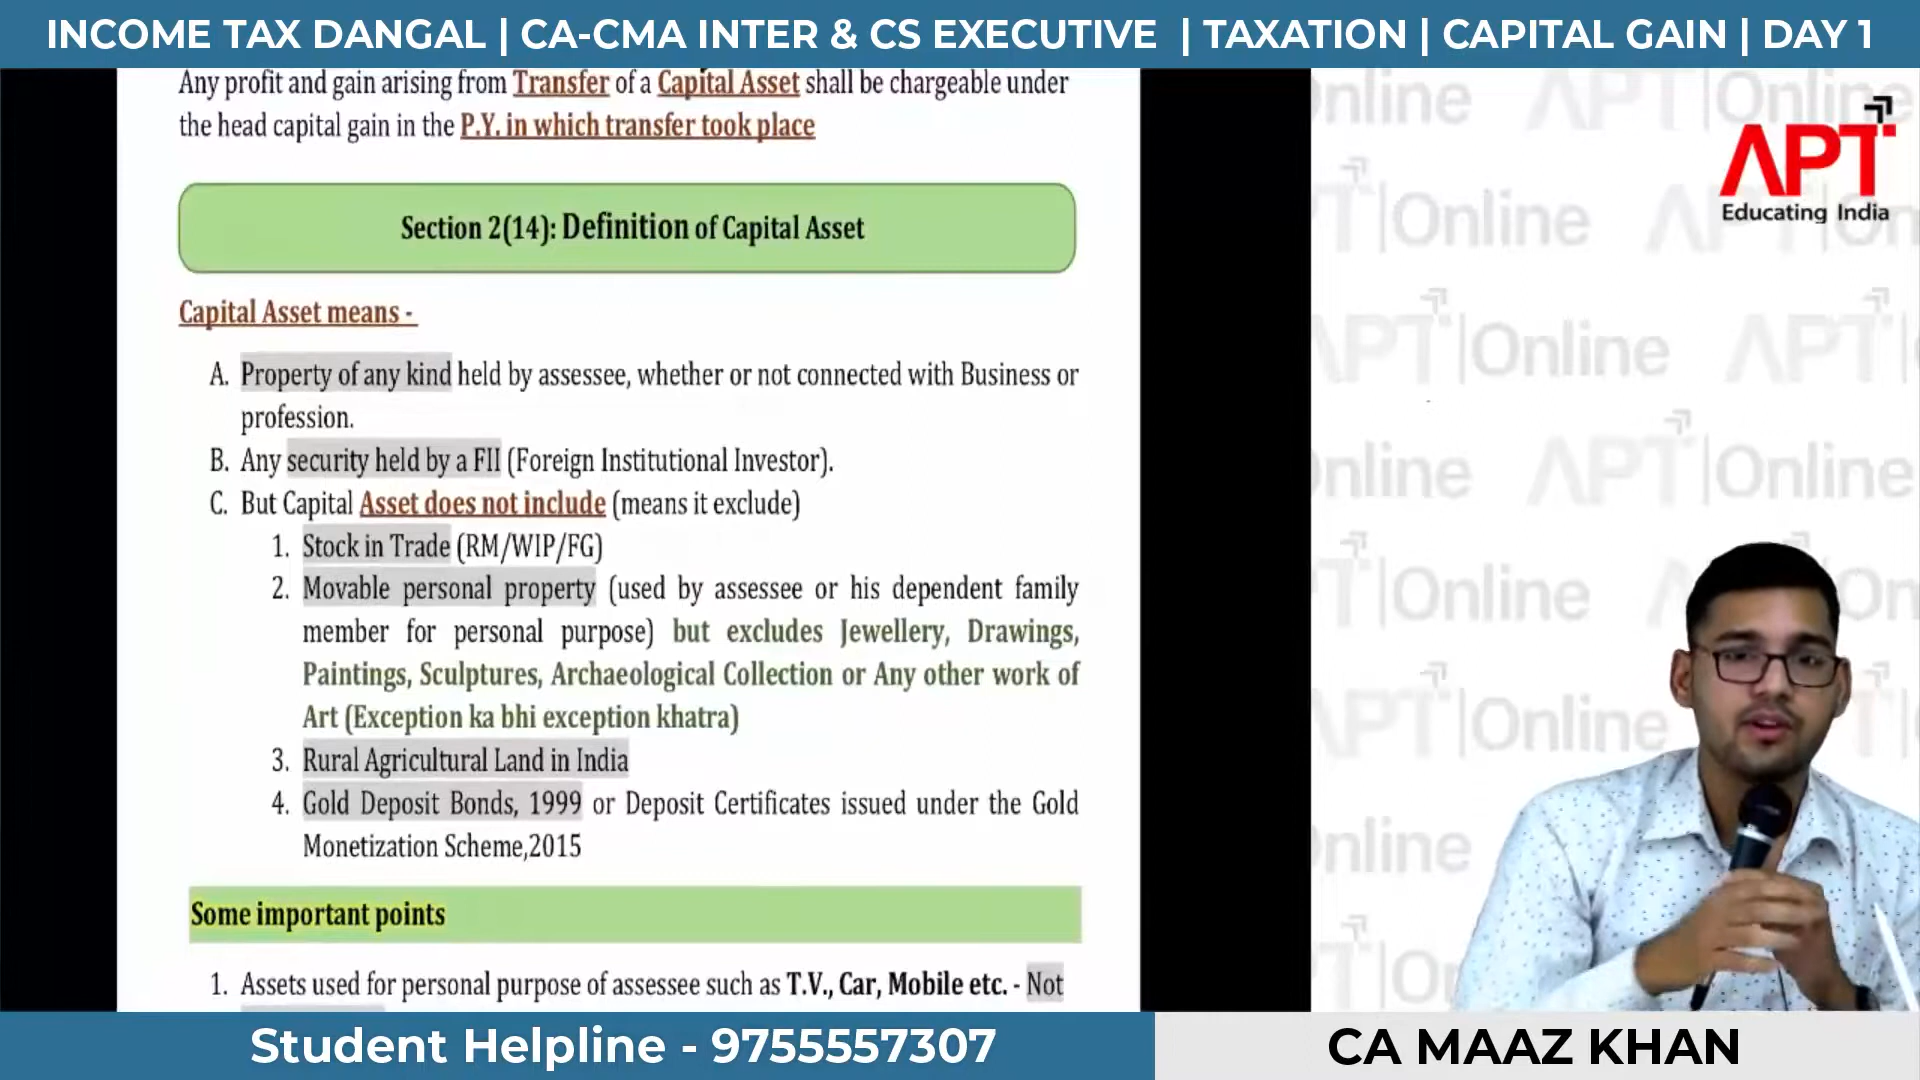 INCOME TAX DANGAL | CA-CMA INTER & CS EXECUTIVE | TAXATION | CAPITAL GAIN | DAY 1
Any profit and gain arising from Transfer of a Capital Asset shall be chargeable under
the head capital gain in the P.Y. in which transfer took place
Section 2(14): Definition of Capital Asset
Capital Asset means -
A. Property of any kind held by assessee, whether or not connected with Business or
profession.
B. Any security held by a FII (Foreign Institutional Investor).
C. But Capital Asset does not include (means it exclude)
1. Stock in Trade (RM/WIP/FG)
2. Movable personal property (used by assessee or his dependent family
member for personal purpose) but excludes Jewellery, Drawings,
Paintings, Sculptures, Archaeological Collection or Any other work of
Art (Exception ka bhi exception khatra)
3. Rural Agricultural Land in India
4. Gold Deposit Bonds, 1999 or Deposit Certificates issued under the Gold
Monetization Scheme,2015
Some important points
1. Assets used for personal purpose of assessee such as T.V., Car, Mobile etc. - Not
APT
Educating India
APT|Online
Student Helpline - 9755557307
CA MAAZ KHAN